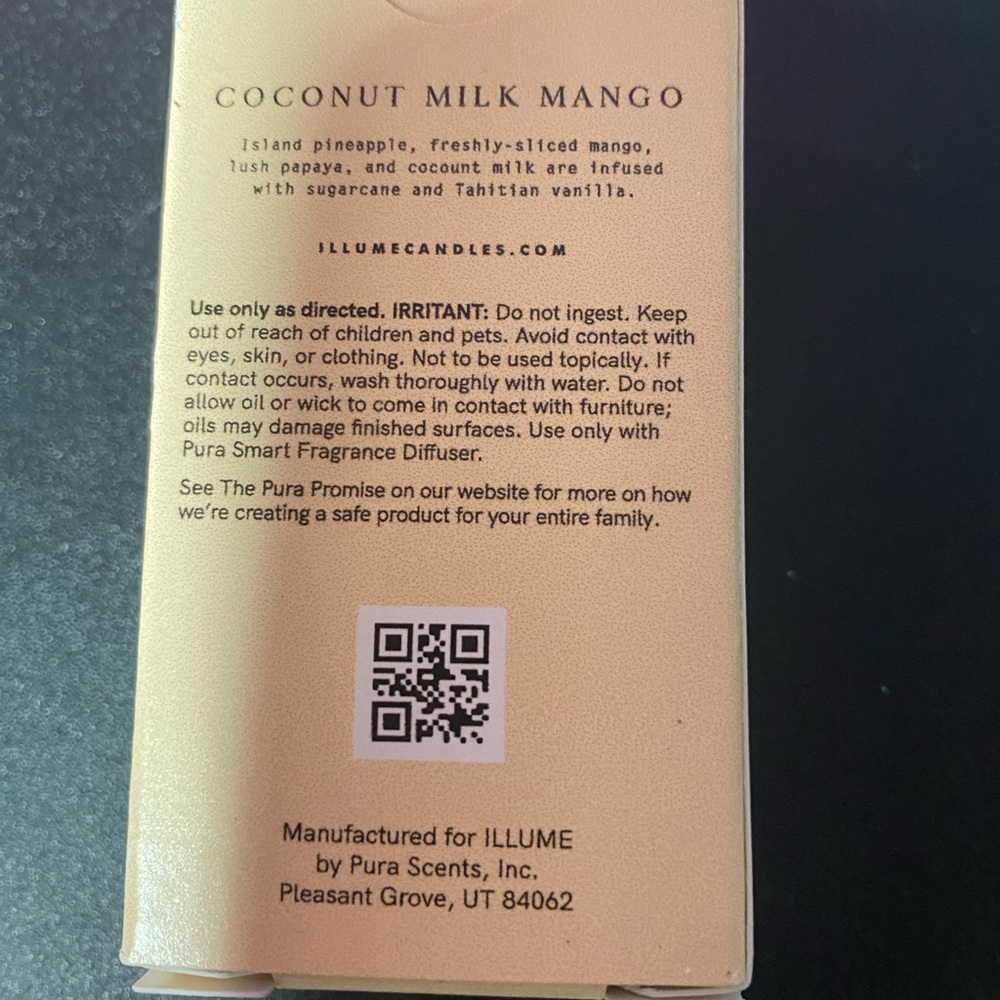 COCONUT MILK MANGO
Island pineapple, freshly-sliced mango,
lush papaya, and cocount milk are infused
with sugarcane and Tahitian vanilla.
ILLUMECANDLES.COM
Use only as directed. IRRITANT: Do not ingest. Keep
out of reach of children and pets. Avoid contact with
eyes, skin, or clothing. Not to be used topically. If
contact occurs, wash thoroughly with water. Do not
allow oil or wick to come in contact with furniture;
oils may damage finished surfaces. Use only with
Pura Smart Fragrance Diffuser.
See The Pura Promise on our website for more on how
we're creating a safe product for your entire family.
Manufactured for ILLUME
by Pura Scents, Inc.
Pleasant Grove, UT 84062